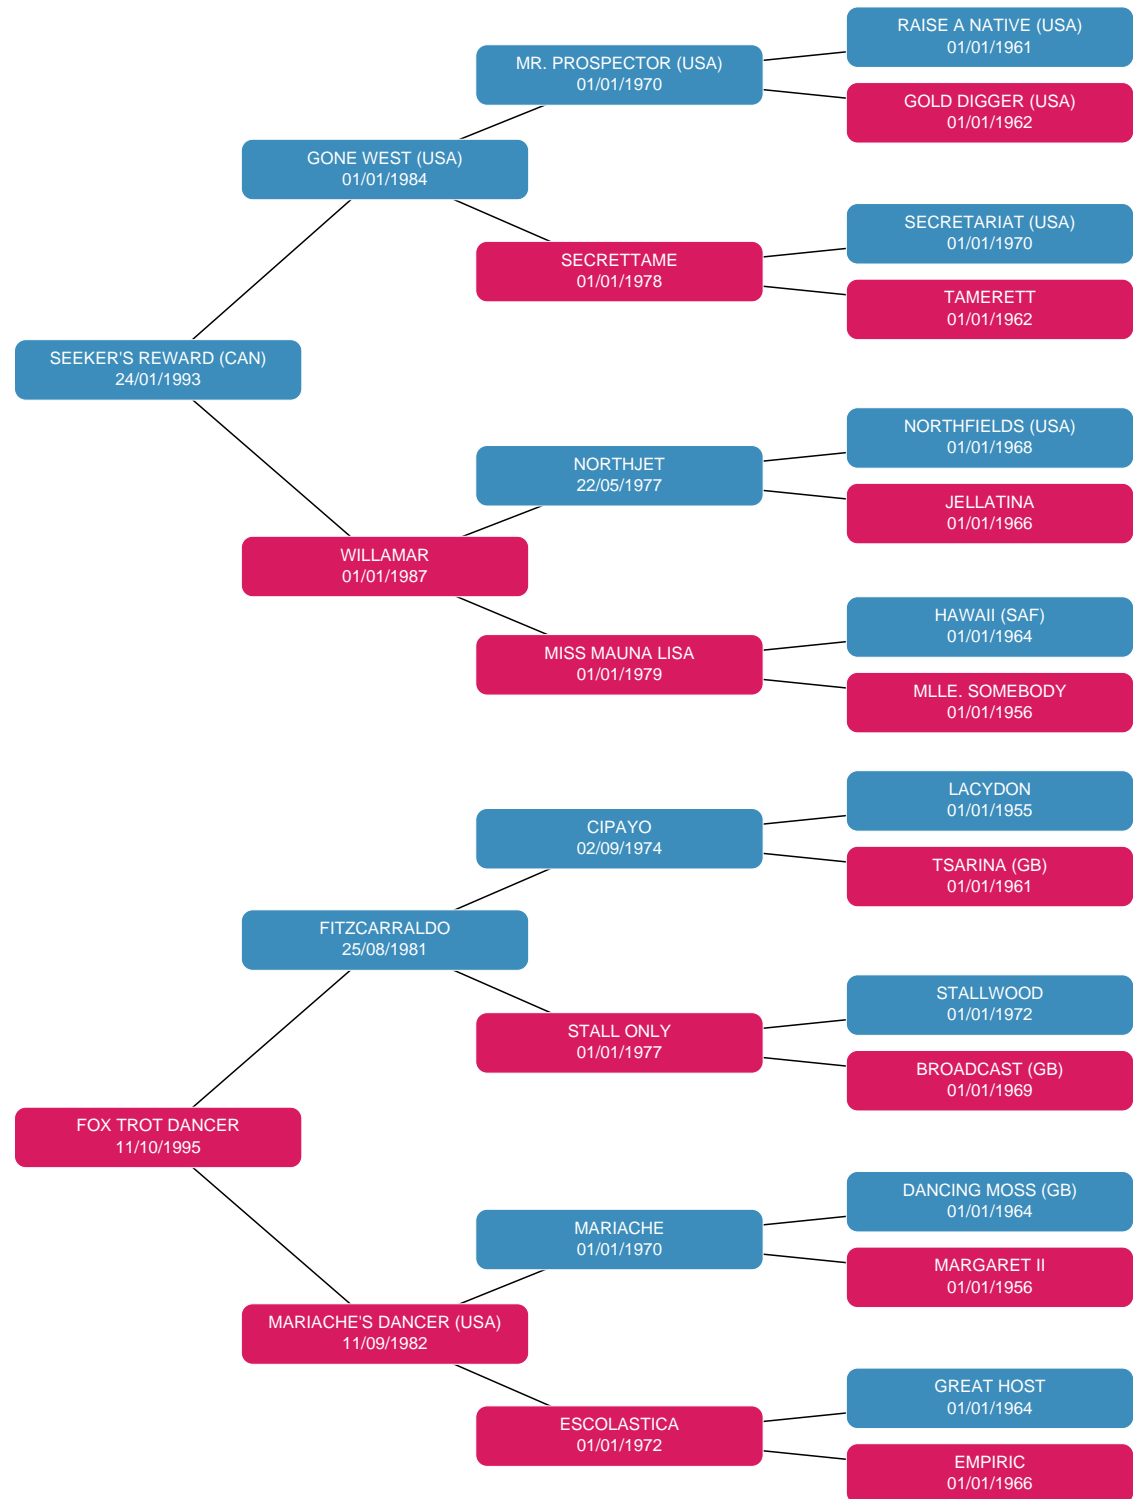 RAISE A NATIVE (USA)
01/01/1961
MR. PROSPECTOR (USA)
01/01/1970
GOLD DIGGER (USA)
01/01/1962
GONE WEST (USA)
01/01/1984
SECRETARIAT (USA)
01/01/1970
SECRETTAME
01/01/1978
TAMERETT
01/01/1962
SEEKER'S REWARD (CAN)
24/01/1993
NORTHFIELDS (USA)
01/01/1968
NORTHJET
22/05/1977
JELLATINA
01/01/1966
WILLAMAR
01/01/1987
HAWAII (SAF)
01/01/1964
MISS MAUNA LISA
01/01/1979
MLLE. SOMEBODY
01/01/1956
LACYDON
01/01/1955
CIPAYO
02/09/1974
TSARINA (GB)
01/01/1961
FITZCARRALDO
25/08/1981
STALLWOOD
01/01/1972
STALL ONLY
01/01/1977
BROADCAST (GB)
01/01/1969
FOX TROT DANCER
11/10/1995
DANCING MOSS (GB)
01/01/1964
MARIACHE
01/01/1970
MARGARET II
01/01/1956
MARIACHE'S DANCER (USA)
11/09/1982
GREAT HOST
01/01/1964
ESCOLASTICA
01/01/1972
EMPIRIC
01/01/1966